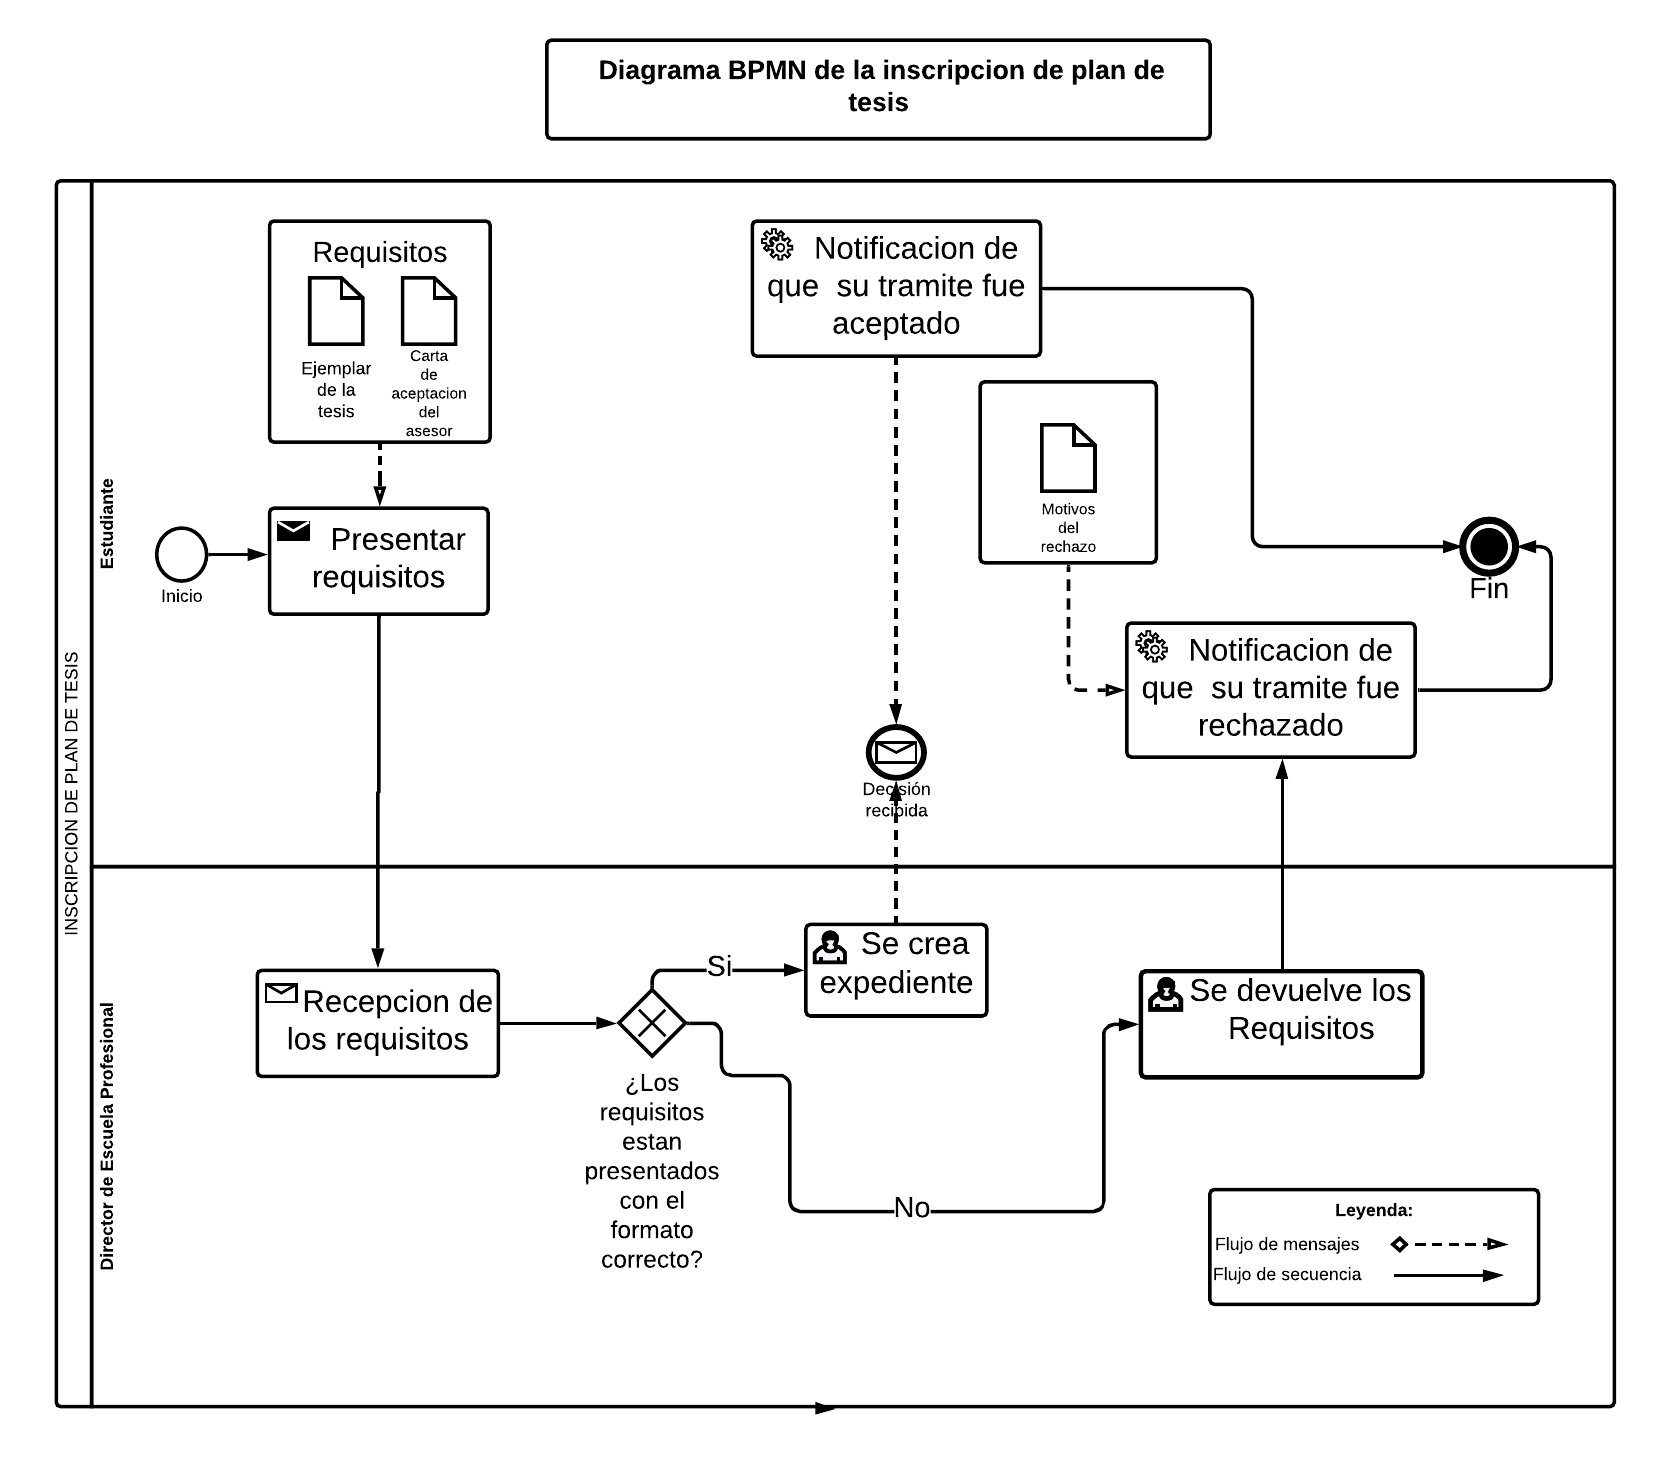 Diagrama BPMN de la inscripcion de plan de
tesis
INSCRIPCION DE PLAN DE TESIS
Estudiante
Requisitos
Ejemplar
de la
tesis
Carta
de
aceptacion
del
asesor
Inicio
Presentar
requisitos
Notificacion de
que su tramite fue
aceptado
Motivos
del
rechazo
Fin
Notificacion de
que su tramite fue
rechazado
Decisión
recibida
Director de Escuela Profesional
Recepcion de
los requisitos
Si
¿Los
requisitos
estan
presentados
con el
formato
correcto?
Se crea
expediente
No
Se devuelve los
Requisitos
Leyenda:
Flujo de mensajes
Flujo de secuencia